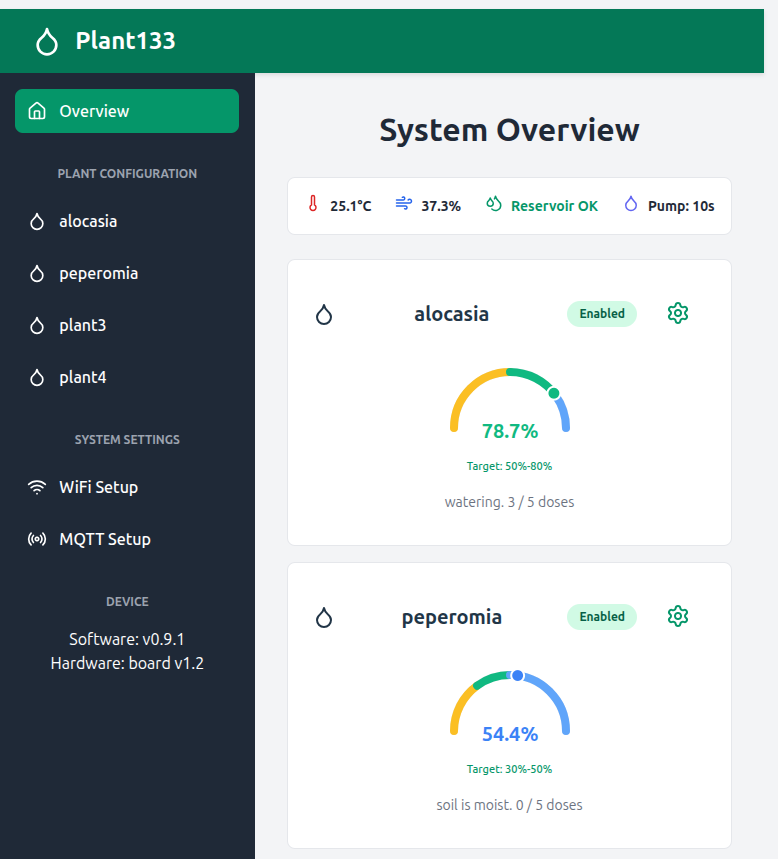 Plant133
Overview
PLANT CONFIGURATION
alocasia
peperomia
plant3
plant4
SYSTEM SETTINGS
WiFi Setup
MQTT Setup
DEVICE
Software: v0.9.1
Hardware: board v1.2
System Overview
25.1°C 37.3% Reservoir OK Pump: 10s
alocasia Enabled
78.7%
Target: 50%-80%
watering. 3 / 5 doses
peperomia Enabled
54.4%
Target: 30%-50%
soil is moist. 0 / 5 doses